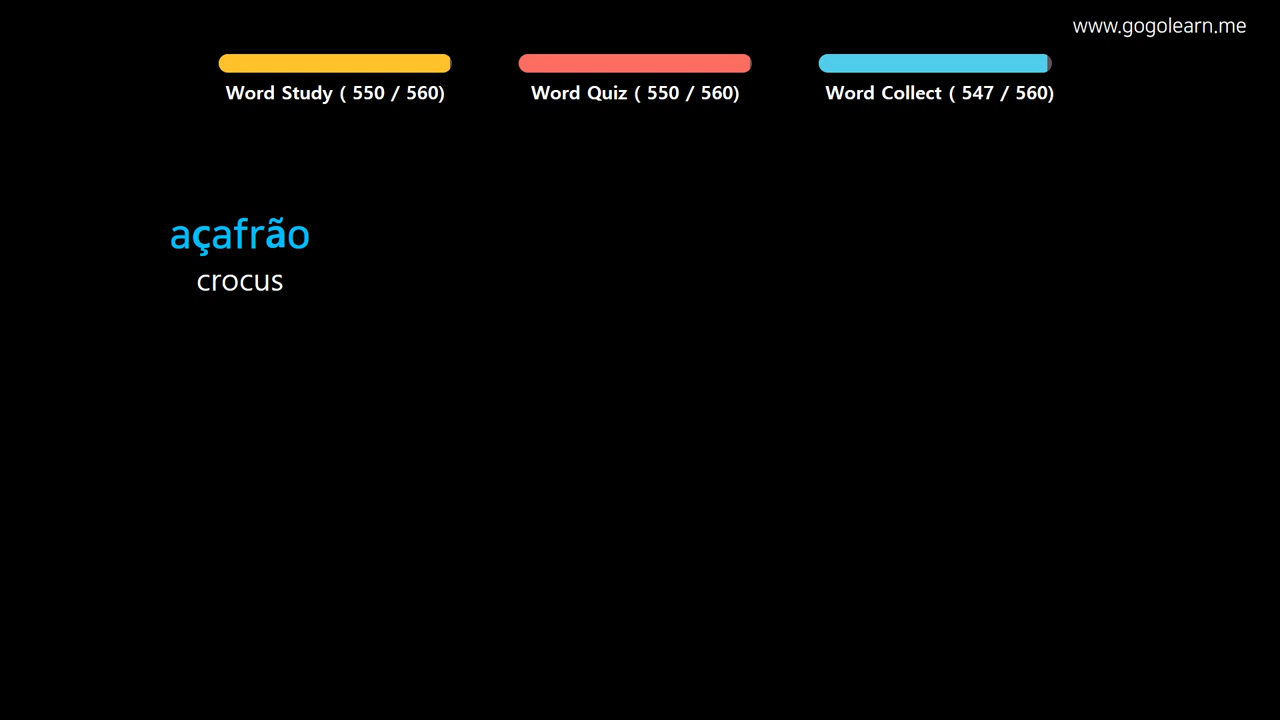 www.gogolearn.me
Word Study ( 550 / 560)
Word Quiz ( 550 / 560)
Word Collect ( 547 / 560)
açafrão
crocus